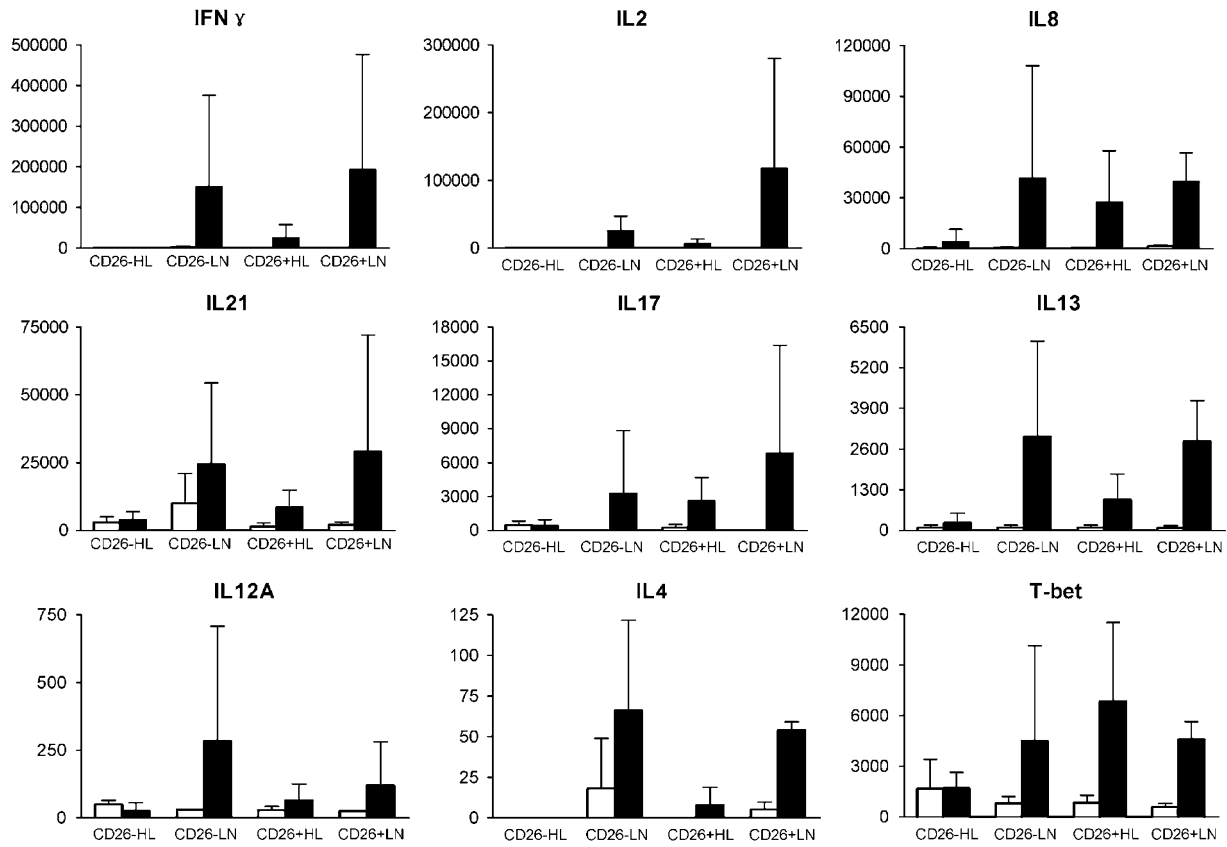 IFN γ
500000
400000
300000
200000
100000
0
CD26-HL CD26-LN CD26+HL CD26+LN
IL2
300000
200000
100000
0
CD26-HL CD26-LN CD26+HL CD26+LN
IL8
120000
90000
60000
30000
0
CD26-HL CD26-LN CD26+HL CD26+LN
IL21
75000
50000
25000
0
CD26-HL CD26-LN CD26+HL CD26+LN
IL17
18000
15000
12000
9000
6000
3000
0
CD26-HL CD26-LN CD26+HL CD26+LN
IL13
6500
5200
3900
2600
1300
0
CD26-HL CD26-LN CD26+HL CD26+LN
IL12A
750
500
250
0
CD26-HL CD26-LN CD26+HL CD26+LN
IL4
125
100
75
50
25
0
CD26-HL CD26-LN CD26+HL CD26+LN
T-bet
12000
9000
6000
3000
0
CD26-HL CD26-LN CD26+HL CD26+LN